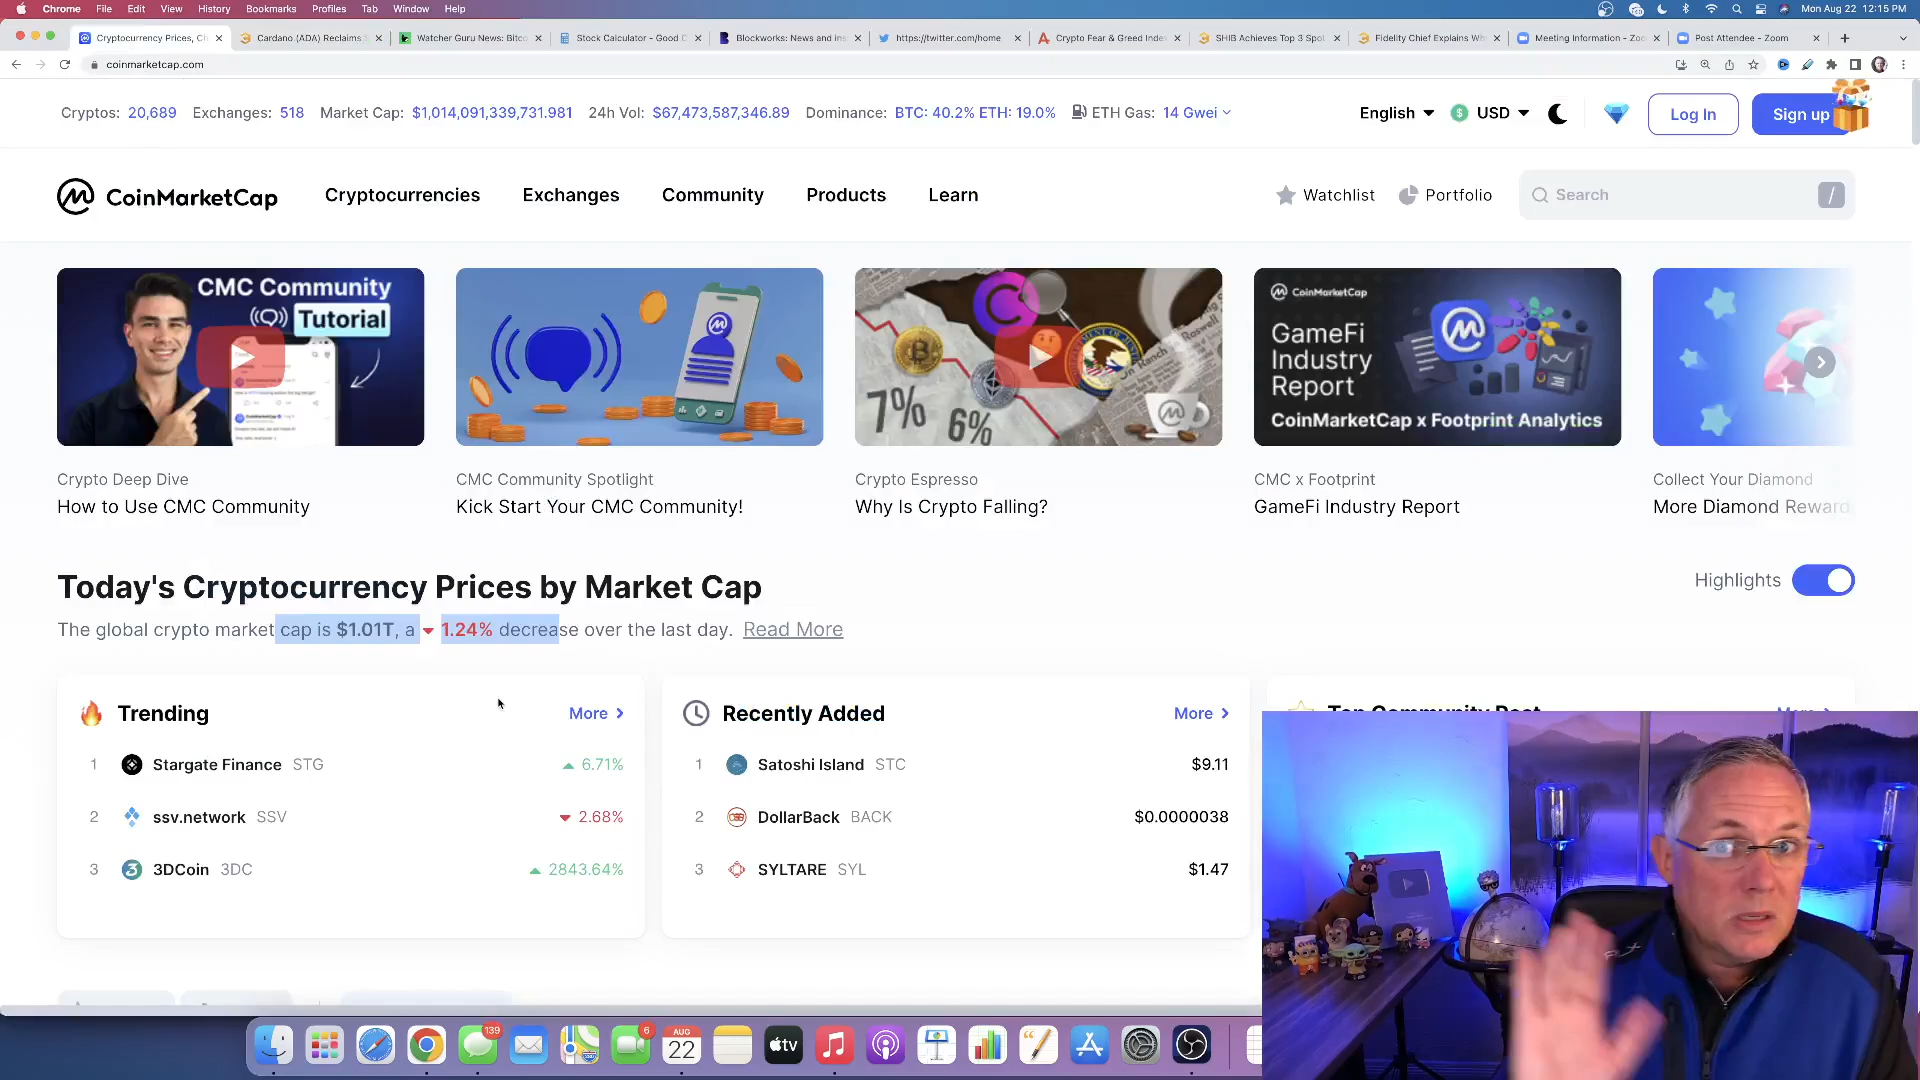 Chrome File Edit View History Bookmarks Profiles Tab Window Help Mon Aug 22 12:15 PM
Cryptocurrency Prices, Ch Cardano (ADA) Reclaims Watcher Guru News: Bitco Stock Calculator - Good C Blockworks: News and ins https://twitter.com/home Crypto Fear & Greed Index SHIB Achieves Top 3 Spot Fidelity Chief Explains Wh Meeting Information - Zoo Post Attendee - Zoom
coinmarketcap.com
Cryptos: 20,689 Exchanges: 518 Market Cap: $1,014,091,339,731.981 24h Vol: $67,473,587,346.89 Dominance: BTC: 40.2% ETH: 19.0% ETH Gas: 14 Gwei English USD Log In Sign up
CoinMarketCap Cryptocurrencies Exchanges Community Products Learn Watchlist Portfolio Search /
CMC Community
Tutorial
7% 6%
CoinMarketCap
GameFi
Industry
Report
CoinMarketCap x Footprint Analytics
Crypto Deep Dive
How to Use CMC Community
CMC Community Spotlight
Kick Start Your CMC Community!
Crypto Espresso
Why Is Crypto Falling?
CMC x Footprint
GameFi Industry Report
Collect Your Diamond
More Diamond Reward
Today's Cryptocurrency Prices by Market Cap
Highlights
The global crypto market cap is $1.01T, a 1.24% decrease over the last day. Read More
Trending More
1 Stargate Finance STG 6.71%
2 ssv.network SSV 2.68%
3 3DCoin 3DC 2843.64%
Recently Added More
1 Satoshi Island STC $9.11
2 DollarBack BACK $0.0000038
3 SYLTARE SYL $1.47
Top Community Post More
139
6
AUG
22
tv